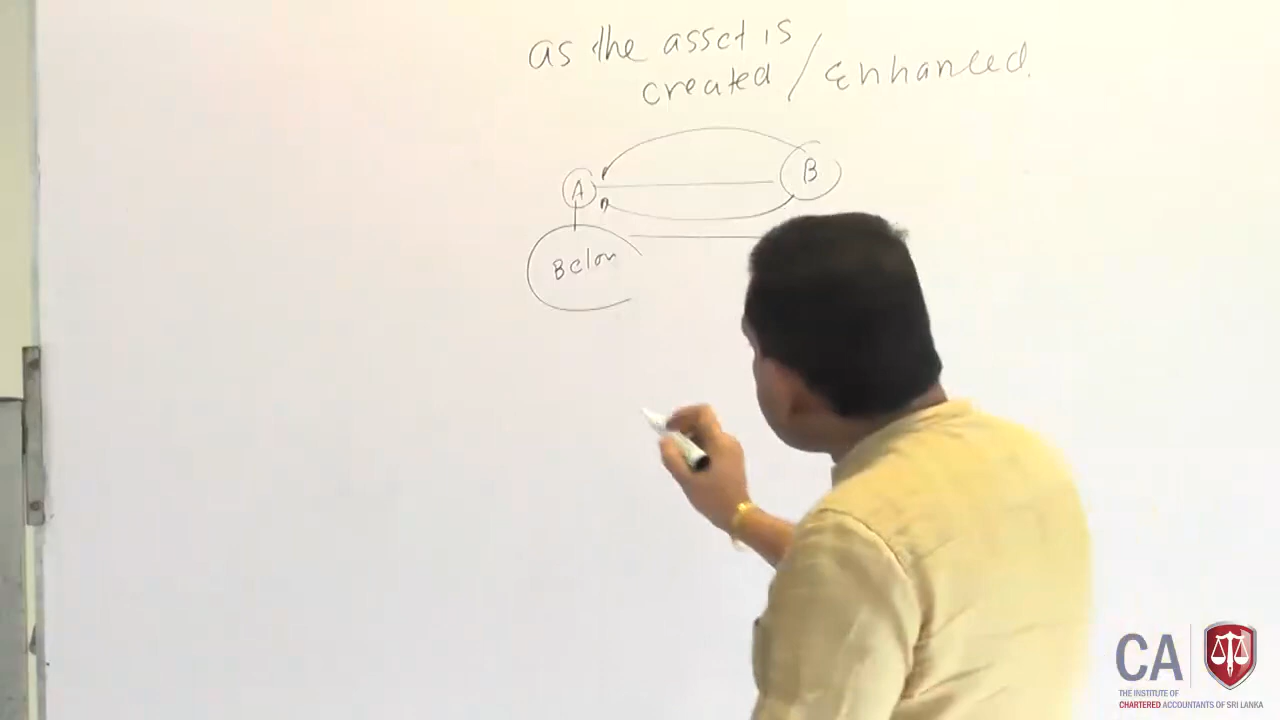 as the asset is
created / enhanced.
A
B
Belon
CA
THE INSTITUTE OF
CHARTERED ACCOUNTANTS OF SRI LANKA